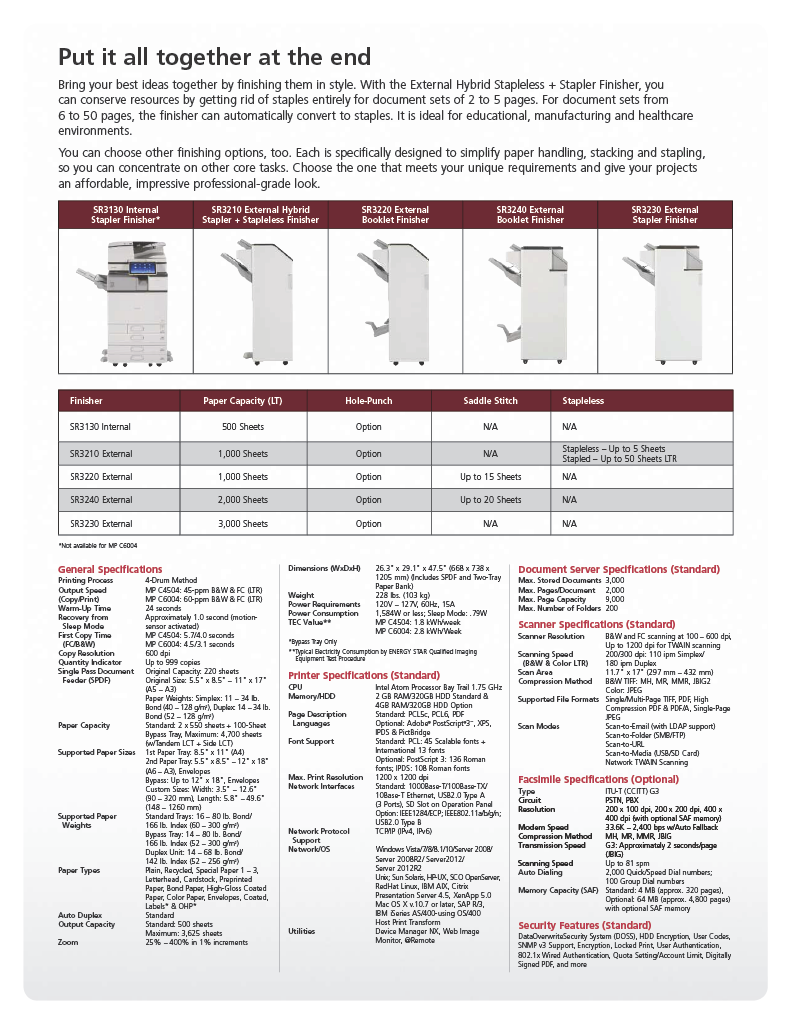 Put it all together at the end
Bring your best ideas together by finishing them in style. With the External Hybrid Stapleless + Stapler Finisher, you
can conserve resources by getting rid of staples entirely for document sets of 2 to 5 pages. For document sets from
6 to 50 pages, the finisher can automatically convert to staples. It is ideal for educational, manufacturing and healthcare
environments.
You can choose other finishing options, too. Each is specifically designed to simplify paper handling, stacking and stapling,
so you can concentrate on other core tasks. Choose the one that meets your unique requirements and give your projects
an affordable, impressive professional-grade look.
SR3130 Internal
Stapler Finisher*
SR3210 External Hybrid
Stapler + Stapleless Finisher
SR3220 External
Booklet Finisher
SR3240 External
Booklet Finisher
SR3230 External
Stapler Finisher
Finisher Paper Capacity (LT) Hole-Punch Saddle Stitch Stapleless
SR3130 Internal 500 Sheets Option N/A N/A
SR3210 External 1,000 Sheets Option N/A Stapleless – Up to 5 Sheets
Stapled – Up to 50 Sheets LTR
SR3220 External 1,000 Sheets Option Up to 15 Sheets N/A
SR3240 External 2,000 Sheets Option Up to 20 Sheets N/A
SR3230 External 3,000 Sheets Option N/A N/A
*Not available for MP C6004
General Specifications
Printing Process 4-Drum Method
Output Speed MP C4504: 45-ppm B&W & FC (LTR)
(Copy/Print) MP C6004: 60-ppm B&W & FC (LTR)
Warm-Up Time 24 seconds
Recovery from Approximately 1.0 second (motion-
Sleep Mode sensor activated)
First Copy Time MP C4504: 5.7/4.0 seconds
(FC/B&W) MP C6004: 4.5/3.1 seconds
Copy Resolution 600 dpi
Quantity Indicator Up to 999 copies
Single Pass Document Original Capacity: 220 sheets
Feeder (SPDF) Original Size: 5.5" x 8.5" – 11" x 17"
(A5 – A3)
Paper Weights: Simplex: 11 – 34 lb.
Bond (40 – 128 g/m²) Duplex: 14 – 34 lb.
Bond (52 – 128 g/m²)
Paper Capacity Standard: 2 x 550 sheets + 100-Sheet
Bypass Tray, Maximum: 4,700 sheets
(w/Tandem LCT + Side LCT)
Supported Paper Sizes 1st Paper Tray: 8.5" x 11" (A4)
2nd Paper Tray: 5.5" x 8.5" – 12" x 18"
(A6 – A3), Envelopes
Bypass: Up to 12" x 18", Envelopes
Custom Sizes: Width: 3.5" – 12.6"
(90 – 320 mm), Length: 5.8" – 49.6"
(148 – 1260 mm)
Supported Paper Standard Trays: 16 – 80 lb. Bond/
Weights 166 lb. Index (60 – 300 g/m²)
Bypass Tray: 14 – 80 lb. Bond/
166 lb. Index (52 – 300 g/m²)
Duplex Unit: 14 – 68 lb. Bond/
142 lb. Index (52 – 256 g/m²)
Paper Types Plain, Recycled, Special Paper 1 – 3,
Letterhead, Cardstock, Preprinted
Paper, Bond Paper, High-Gloss Coated
Paper, Color Paper, Envelopes, Coated,
Labels* & OHP*
Auto Duplex Standard
Output Capacity Standard: 500 sheets
Maximum: 3,625 sheets
Zoom 25% – 400% in 1% increments
Dimensions (WxDxH) 26.3" x 29.1" x 47.5" (668 x 738 x
1205 mm) (Includes SPDF and Two-Tray
Paper Bank)
Weight 228 lbs. (103 kg)
Power Requirements 120V – 127V, 60Hz, 15A
Power Consumption 1,584W or less; Sleep Mode: .79W
TEC Value** MP C4504: 1.8 kWh/week
MP C6004: 2.8 kWh/Week
*Bypass Tray Only
**Typical Electricity Consumption by ENERGY STAR Qualified Imaging
Equipment Test Procedure
Printer Specifications (Standard)
CPU Intel Atom Processor Bay Trail 1.75 GHz
Memory/HDD 2 GB RAM/320GB HDD Standard &
4GB RAM/320GB HDD Option
Page Description Standard: PCL5c, PCL6, PDF
Languages Optional: Adobe® PostScript®3™, XPS,
IPDS & PictBridge
Font Support Standard: PCL: 45 Scalable fonts +
International 13 fonts
Optional: PostScript 3: 136 Roman
fonts; IPDS: 108 Roman fonts
Max. Print Resolution 1200 x 1200 dpi
Network Interfaces Standard: 1000Base-T/100Base-TX/
10Base-T Ethernet, USB2.0 Type A
(3 Ports), SD Slot on Operation Panel
Option: IEEE1284/ECP; IEEE802.11a/b/g/n;
USB2.0 Type B
Network Protocol TCP/IP (IPv4, IPv6)
Support
Network/OS Windows Vista/7/8/8.1/10/Server 2008/
Server 2008R2/ Server2012/
Server 2012R2
Unix; Sun Solaris, HP-UX, SCO OpenServer,
RedHat Linux, IBM AIX, Citrix
Presentation Server 4.5, XenApp 5.0
Mac OS X v.10.7 or later, SAP R/3,
IBM iSeries AS/400-using OS/400
Host Print Transform
Utilities Device Manager NX, Web Image
Monitor, @Remote
Document Server Specifications (Standard)
Max. Stored Documents 3,000
Max. Pages/Document 2,000
Max. Page Capacity 9,000
Max. Number of Folders 200
Scanner Specifications (Standard)
Scanner Resolution B&W and FC scanning at 100 – 600 dpi,
Up to 1200 dpi for TWAIN scanning
Scanning Speed 200/300 dpi: 110 ipm Simplex/
(B&W & Color LTR) 180 ipm Duplex
Scan Area 11.7" x 17" (297 mm – 432 mm)
Compression Method B&W TIFF: MH, MR, MMR, JBIG2
Color: JPEG
Supported File Formats Single/Multi-Page TIFF, PDF, High
Compression PDF & PDF/A, Single-Page
JPEG
Scan Modes Scan-to-Email (with LDAP support)
Scan-to-Folder (SMB/FTP)
Scan-to-URL
Scan-to-Media (USB/SD Card)
Network TWAIN Scanning
Facsimile Specifications (Optional)
Type ITU-T (CCITT) G3
Circuit PSTN, PBX
Resolution 200 x 100 dpi, 200 x 200 dpi, 400 x
400 dpi (with optional SAF memory)
Modem Speed 33.6K – 2,400 bps w/Auto Fallback
Compression Method MH, MR, MMR, JBIG
Transmission Speed G3: Approximately 2 seconds/page
(JBIG)
Scanning Speed Up to 81 spm
Auto Dialing 2,000 Quick/Speed Dial numbers;
100 Group Dial numbers
Memory Capacity (SAF) Standard: 4 MB (approx. 320 pages),
Optional: 64 MB (approx. 4,800 pages)
with optional SAF memory
Security Features (Standard)
DataOverwriteSecurity System (DOSS), HDD Encryption, User Codes,
SNMP v3 Support, Encryption, Locked Print, User Authentication,
802.1x Wired Authentication, Quota Setting/Account Limit, Digitally
Signed PDF, and more